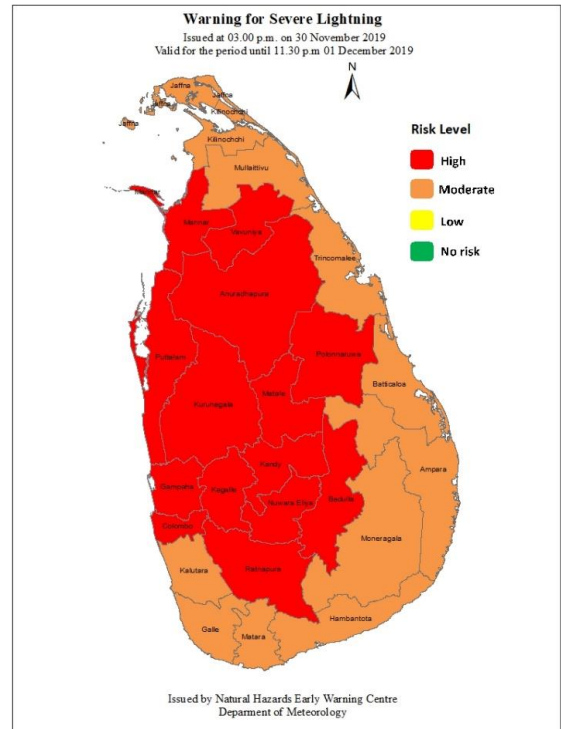 Warning for Severe Lightning
Issued at 03.00 p.m. on 30 November 2019
Valid for the period until 11.30 p.m 01 December 2019
N
Jaffna
Jaffna
Jaffna
Jaffna
Kilinochchi
Kilinochchi
Mullaittivu
Risk Level
High
Moderate
Low
No risk
Mannar
Mannar
Vavuniya
Trincomalee
Anuradhapura
Puttalam
Polonnaruwa
Batticaloa
Kurunegala
Matale
Ampara
Kandy
Gampaha
Kegalle
Nuwara Eliya
Badulla
Colombo
Moneragala
Kalutara
Ratnapura
Hambantota
Galle
Matara
Issued by Natural Hazards Early Warning Centre
Deparment of Meteorology